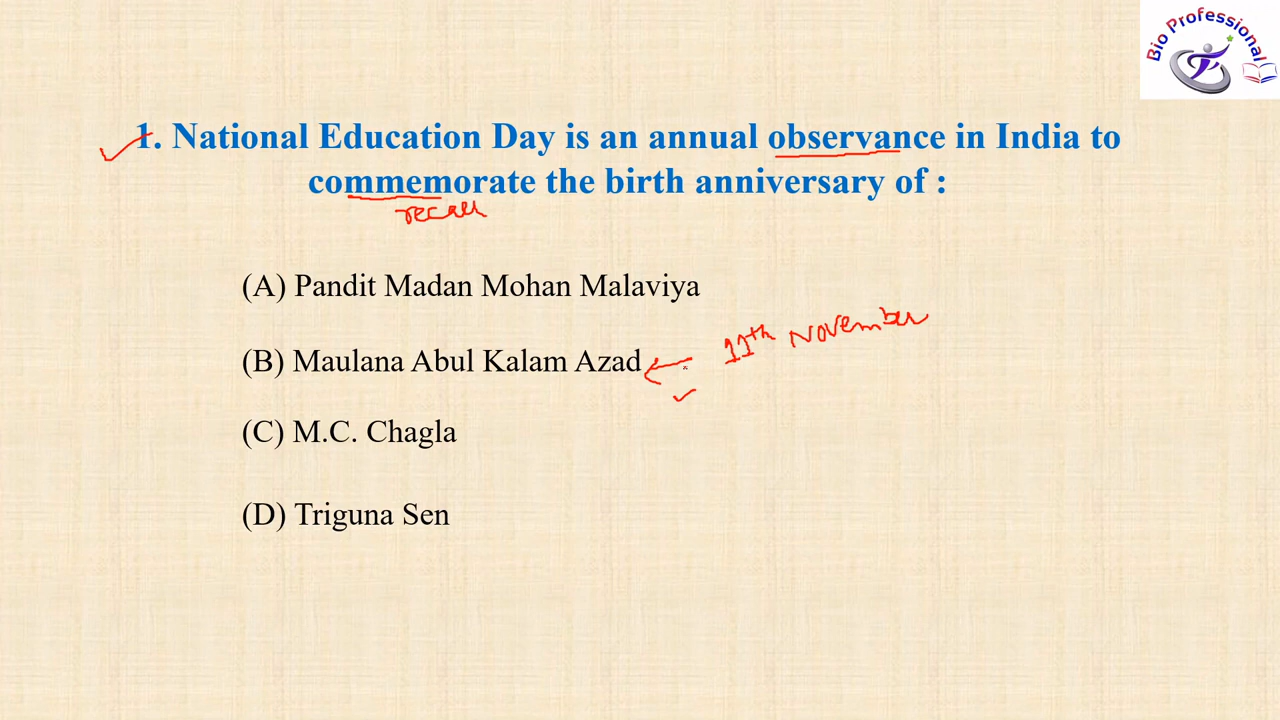 Bio Professional
1. National Education Day is an annual observance in India to
commemorate the birth anniversary of :
recall
(A) Pandit Madan Mohan Malaviya
11th November
(B) Maulana Abul Kalam Azad
(C) M.C. Chagla
(D) Triguna Sen